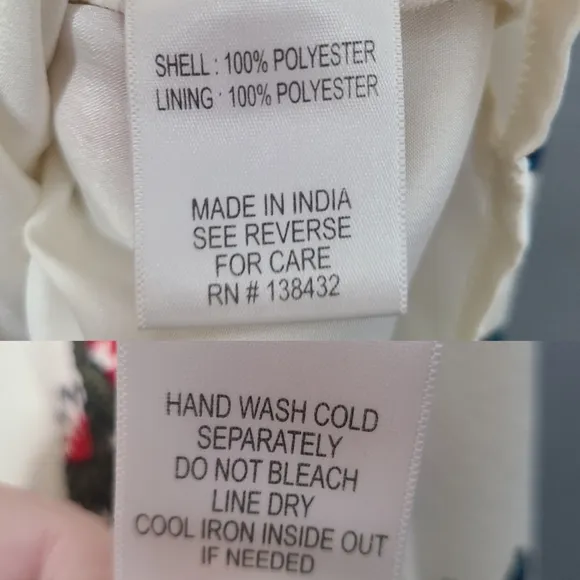 SHELL : 100% POLYESTER
LINING : 100% POLYESTER
MADE IN INDIA
SEE REVERSE
FOR CARE
RN # 138432
HAND WASH COLD
SEPARATELY
DO NOT BLEACH
LINE DRY
COOL IRON INSIDE OUT
IF NEEDED